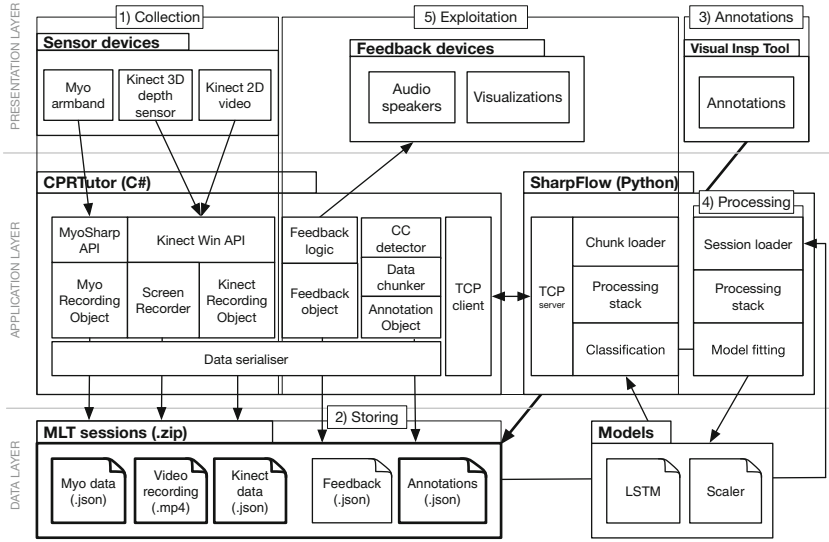 PRESENTATION LAYER
1) Collection
5) Exploitation
3) Annotations
Sensor devices
Myo
armband
Kinect 3D
depth
sensor
Kinect 2D
video
Feedback devices
Audio
speakers
Visualizations
Visual Insp Tool
Annotations
APPLICATION LAYER
CPRTutor (C#)
MyoSharp
API
Kinect Win API
Myo
Recording
Object
Screen
Recorder
Kinect
Recording
Object
Feedback
logic
Feedback
object
CC
detector
Data
chunker
Annotation
Object
TCP
client
Data serialiser
SharpFlow (Python)
TCP
server
Chunk loader
Processing
stack
Classification
4) Processing
Session loader
Processing
stack
Model fitting
DATA LAYER
2) Storing
MLT sessions (.zip)
Myo data
(.json)
Video
recording
(.mp4)
Kinect
data
(.json)
Feedback
(.json)
Annotations
(.json)
Models
LSTM
Scaler